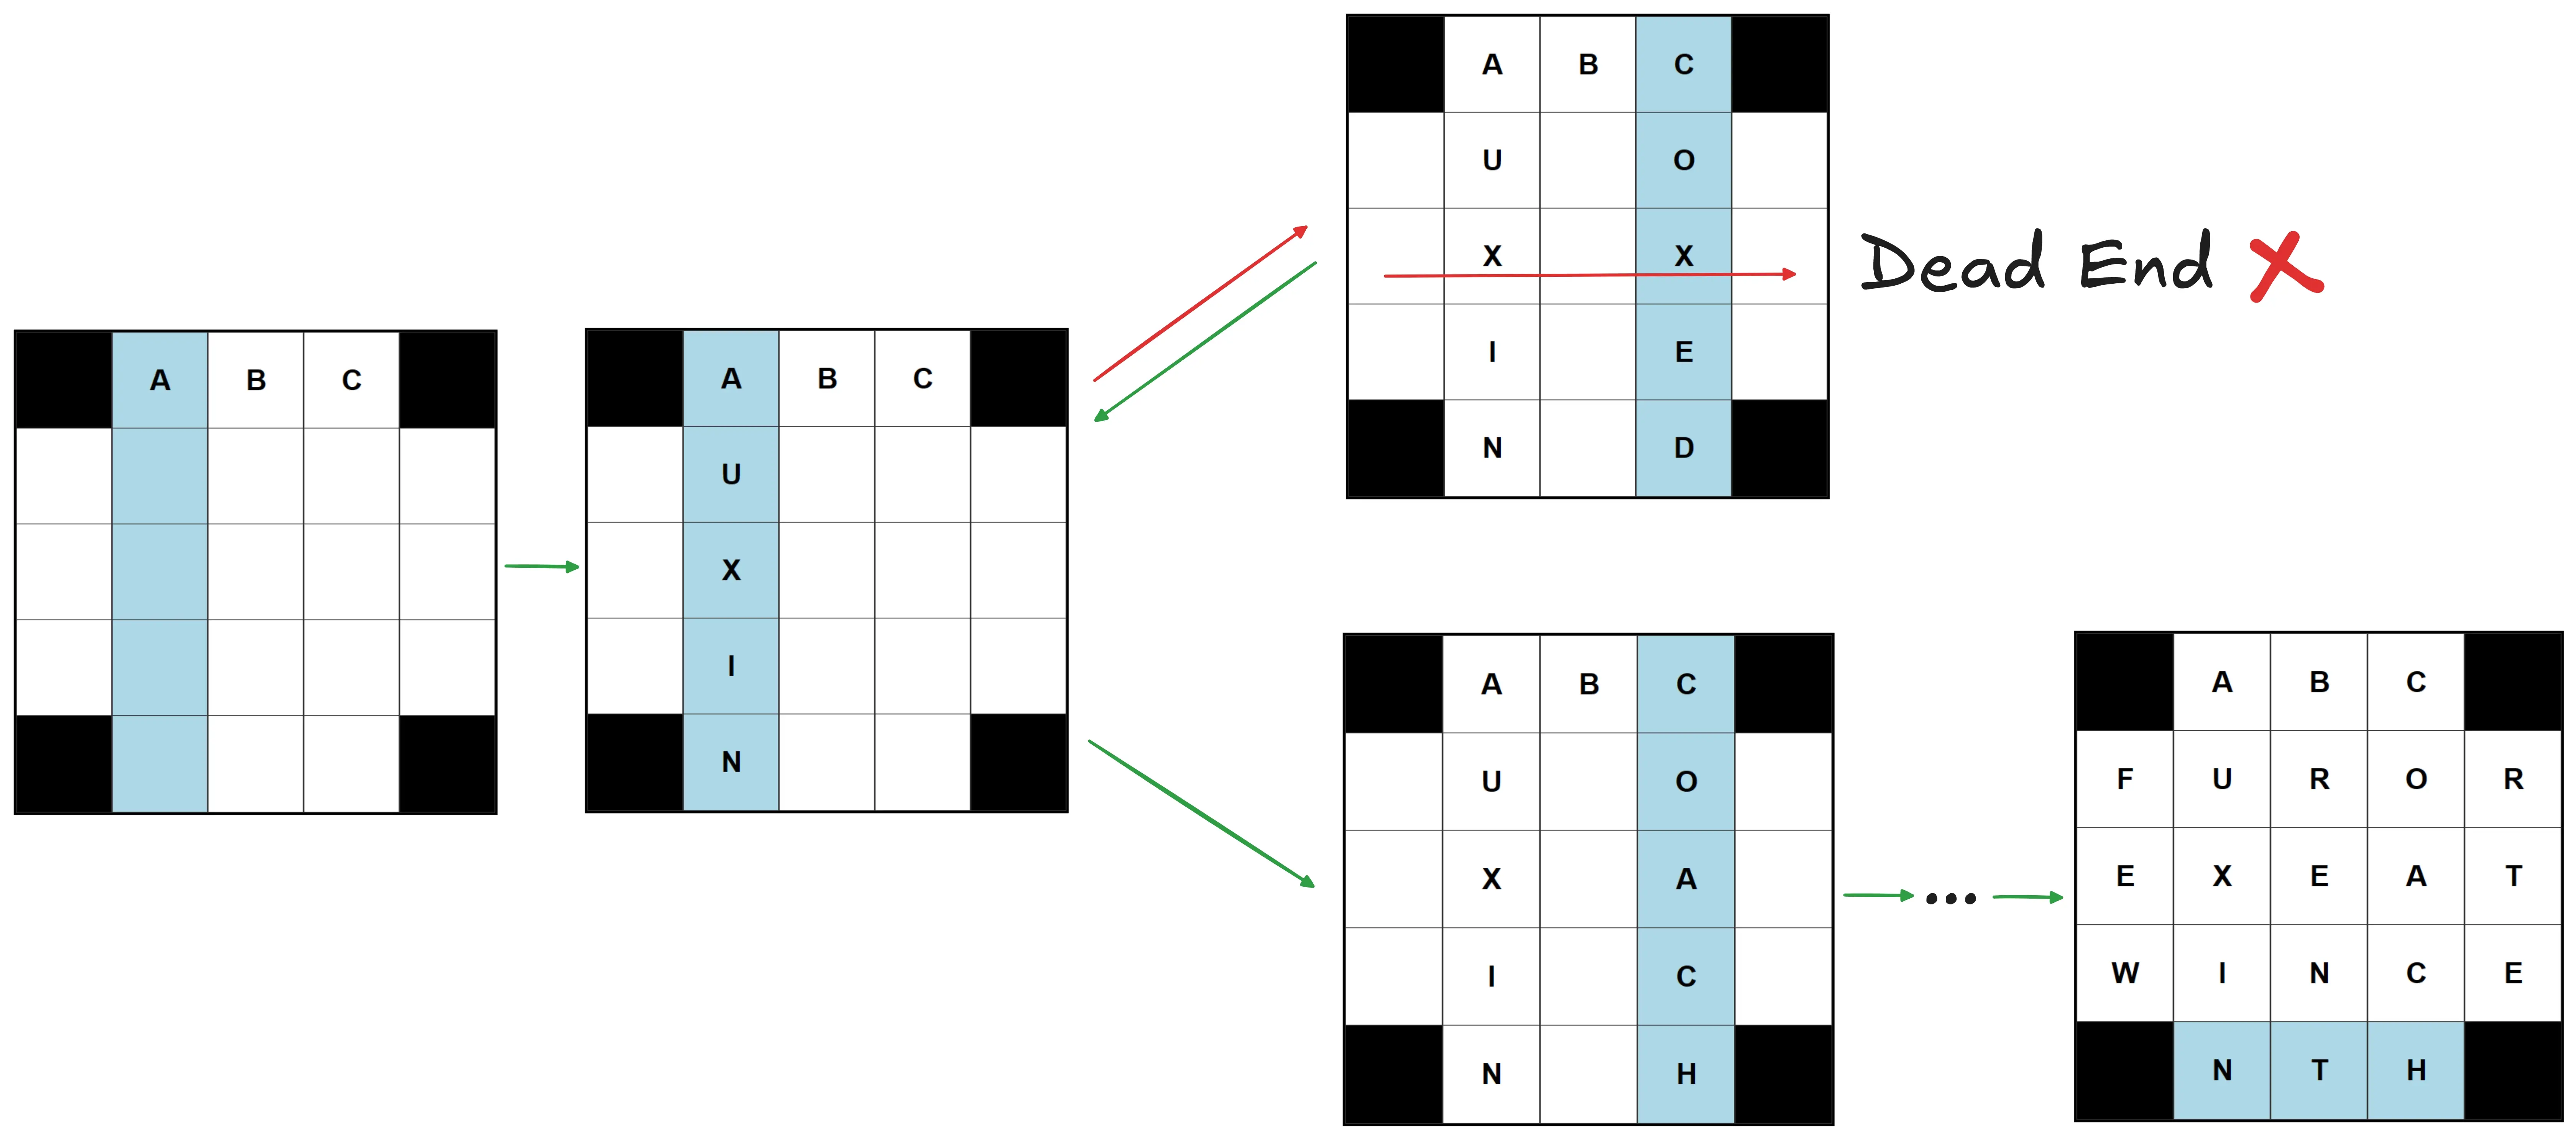 A B C
A B C
U
X
I
N
A B C
U O
X X
I E
N D
Dead End X
A B C
U O
X A
I C
N H
...
A B C
F U R O R
E X E A T
W I N C E
N T H